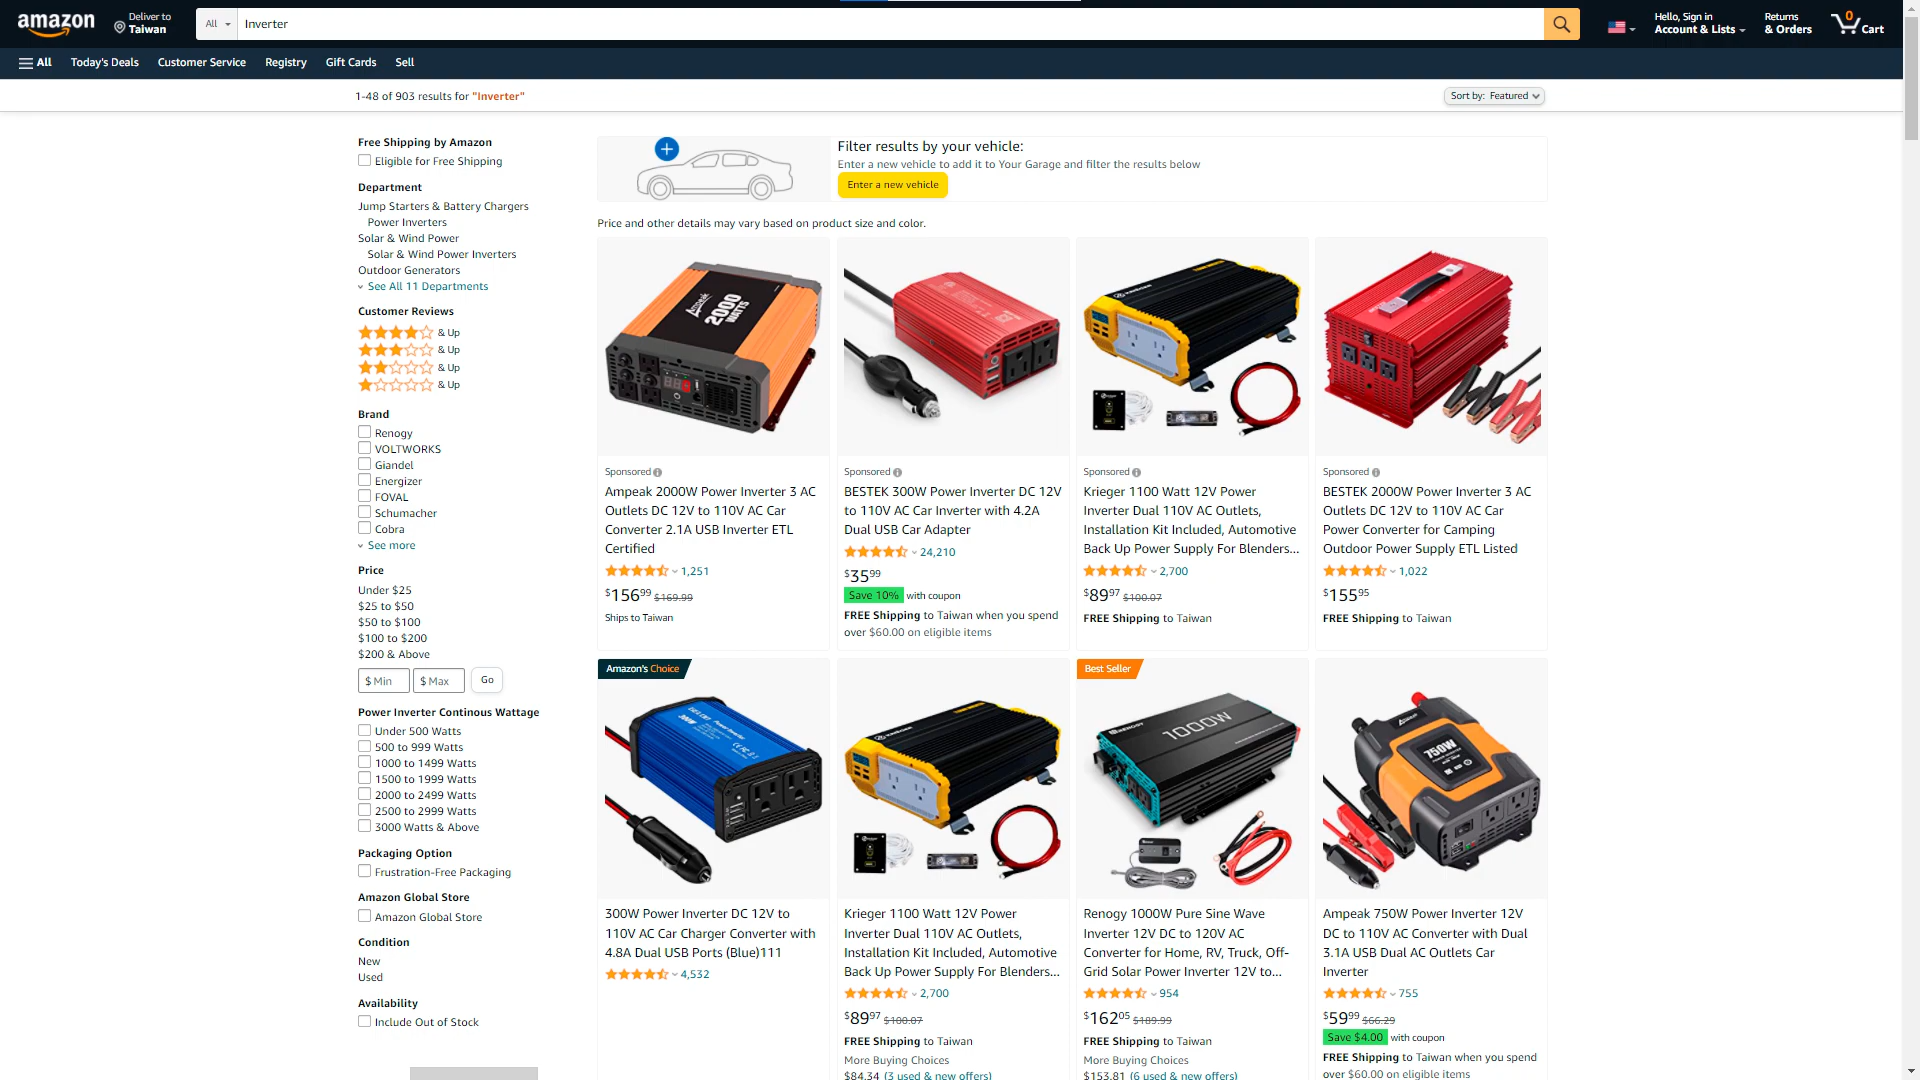 amazon
Deliver to
Taiwan
All
Inverter
Hello, Sign in
Account & Lists
Returns
& Orders
0
Cart
All
Today's Deals
Customer Service
Registry
Gift Cards
Sell
1-48 of 903 results for "Inverter"
Sort by: Featured
Free Shipping by Amazon
Eligible for Free Shipping
Department
Jump Starters & Battery Chargers
Power Inverters
Solar & Wind Power
Solar & Wind Power Inverters
Outdoor Generators
See All 11 Departments
Customer Reviews
& Up
& Up
& Up
& Up
Brand
Renogy
VOLTWORKS
Giandel
Energizer
FOVAL
Schumacher
Cobra
See more
Price
Under $25
$25 to $50
$50 to $100
$100 to $200
$200 & Above
$ Min
$ Max
Go
Power Inverter Continous Wattage
Under 500 Watts
500 to 999 Watts
1000 to 1499 Watts
1500 to 1999 Watts
2000 to 2499 Watts
2500 to 2999 Watts
3000 Watts & Above
Packaging Option
Frustration-Free Packaging
Amazon Global Store
Amazon Global Store
Condition
New
Used
Availability
Include Out of Stock
Filter results by your vehicle:
Enter a new vehicle to add it to Your Garage and filter the results below
Enter a new vehicle
Price and other details may vary based on product size and color.
Ampeak
2000
WATTS
Sponsored
Ampeak 2000W Power Inverter 3 AC
Outlets DC 12V to 110V AC Car
Converter 2.1A USB Inverter ETL
Certified
1,251
$156.99 $169.99
Ships to Taiwan
Sponsored
BESTEK 300W Power Inverter DC 12V
to 110V AC Car Inverter with 4.2A
Dual USB Car Adapter
24,210
$35.99
Save 10% with coupon
FREE Shipping to Taiwan when you spend
over $60.00 on eligible items
Sponsored
Krieger 1100 Watt 12V Power
Inverter Dual 110V AC Outlets,
Installation Kit Included, Automotive
Back Up Power Supply For Blenders...
2,700
$89.97 $100.07
FREE Shipping to Taiwan
Sponsored
BESTEK 2000W Power Inverter 3 AC
Outlets DC 12V to 110V AC Car
Power Converter for Camping
Outdoor Power Supply ETL Listed
1,022
$155.95
FREE Shipping to Taiwan
Amazon's Choice
300W Power Inverter DC 12V to
110V AC Car Charger Converter with
4.8A Dual USB Ports (Blue)111
4,532
Krieger 1100 Watt 12V Power
Inverter Dual 110V AC Outlets,
Installation Kit Included, Automotive
Back Up Power Supply For Blenders...
2,700
$89.97 $100.07
FREE Shipping to Taiwan
More Buying Choices
$84.34 (3 used & new offers)
Best Seller
RENOGY
1000W
Renogy 1000W Pure Sine Wave
Inverter 12V DC to 120V AC
Converter for Home, RV, Truck, Off-
Grid Solar Power Inverter 12V to...
954
$162.05 $189.99
FREE Shipping to Taiwan
More Buying Choices
$153.81 (6 used & new offers)
750W
Ampeak 750W Power Inverter 12V
DC to 110V AC Converter with Dual
3.1A USB Dual AC Outlets Car
Inverter
755
$59.99 $66.29
Save $4.00 with coupon
FREE Shipping to Taiwan when you spend
over $60.00 on eligible items